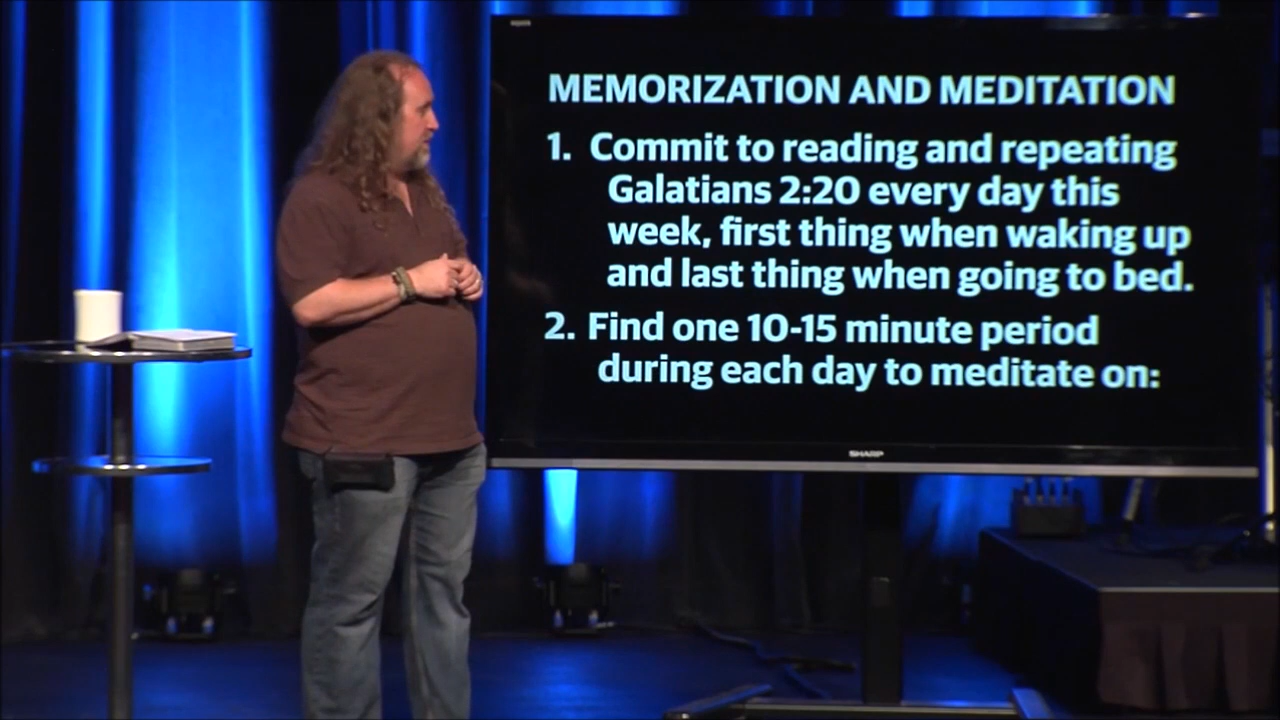 MEMORIZATION AND MEDITATION
1. Commit to reading and repeating
Galatians 2:20 every day this
week, first thing when waking up
and last thing when going to bed.
2. Find one 10-15 minute period
during each day to meditate on:
SHARP